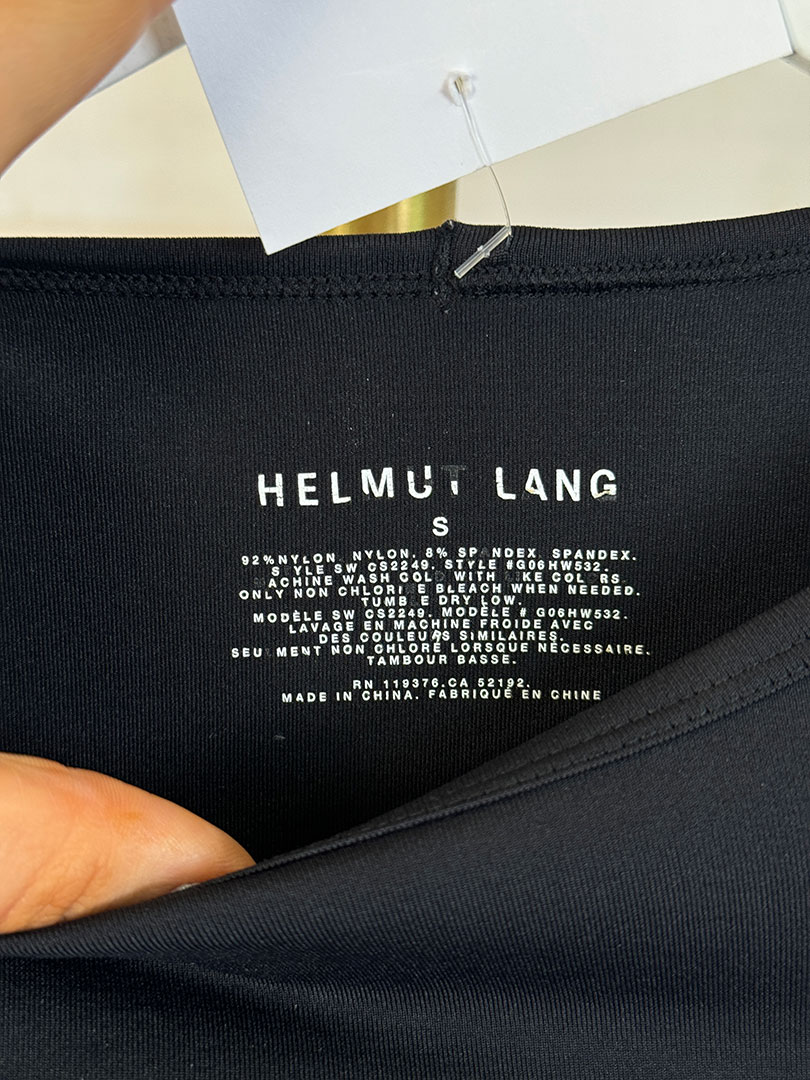 HELMUT LANG
S
92%NYLON. NYLON. 8% SPANDEX. SPANDEX.
STYLE SW CS2249. STYLE #G06HW532.
MACHINE WASH COLD WITH LIKE COLORS
ONLY NON CHLORINE BLEACH WHEN NEEDED.
TUMBLE DRY LOW.
MODÈLE SW CS2249. MODÈLE # G06HW532.
LAVAGE EN MACHINE FROIDE AVEC
DES COULEURS SIMILAIRES.
SEULMENT NON CHLORÉ LORSQUE NÉCESSAIRE.
TAMBOUR BASSE.
RN 119376.CA 52192.
MADE IN CHINA. FABRIQUÉ EN CHINE